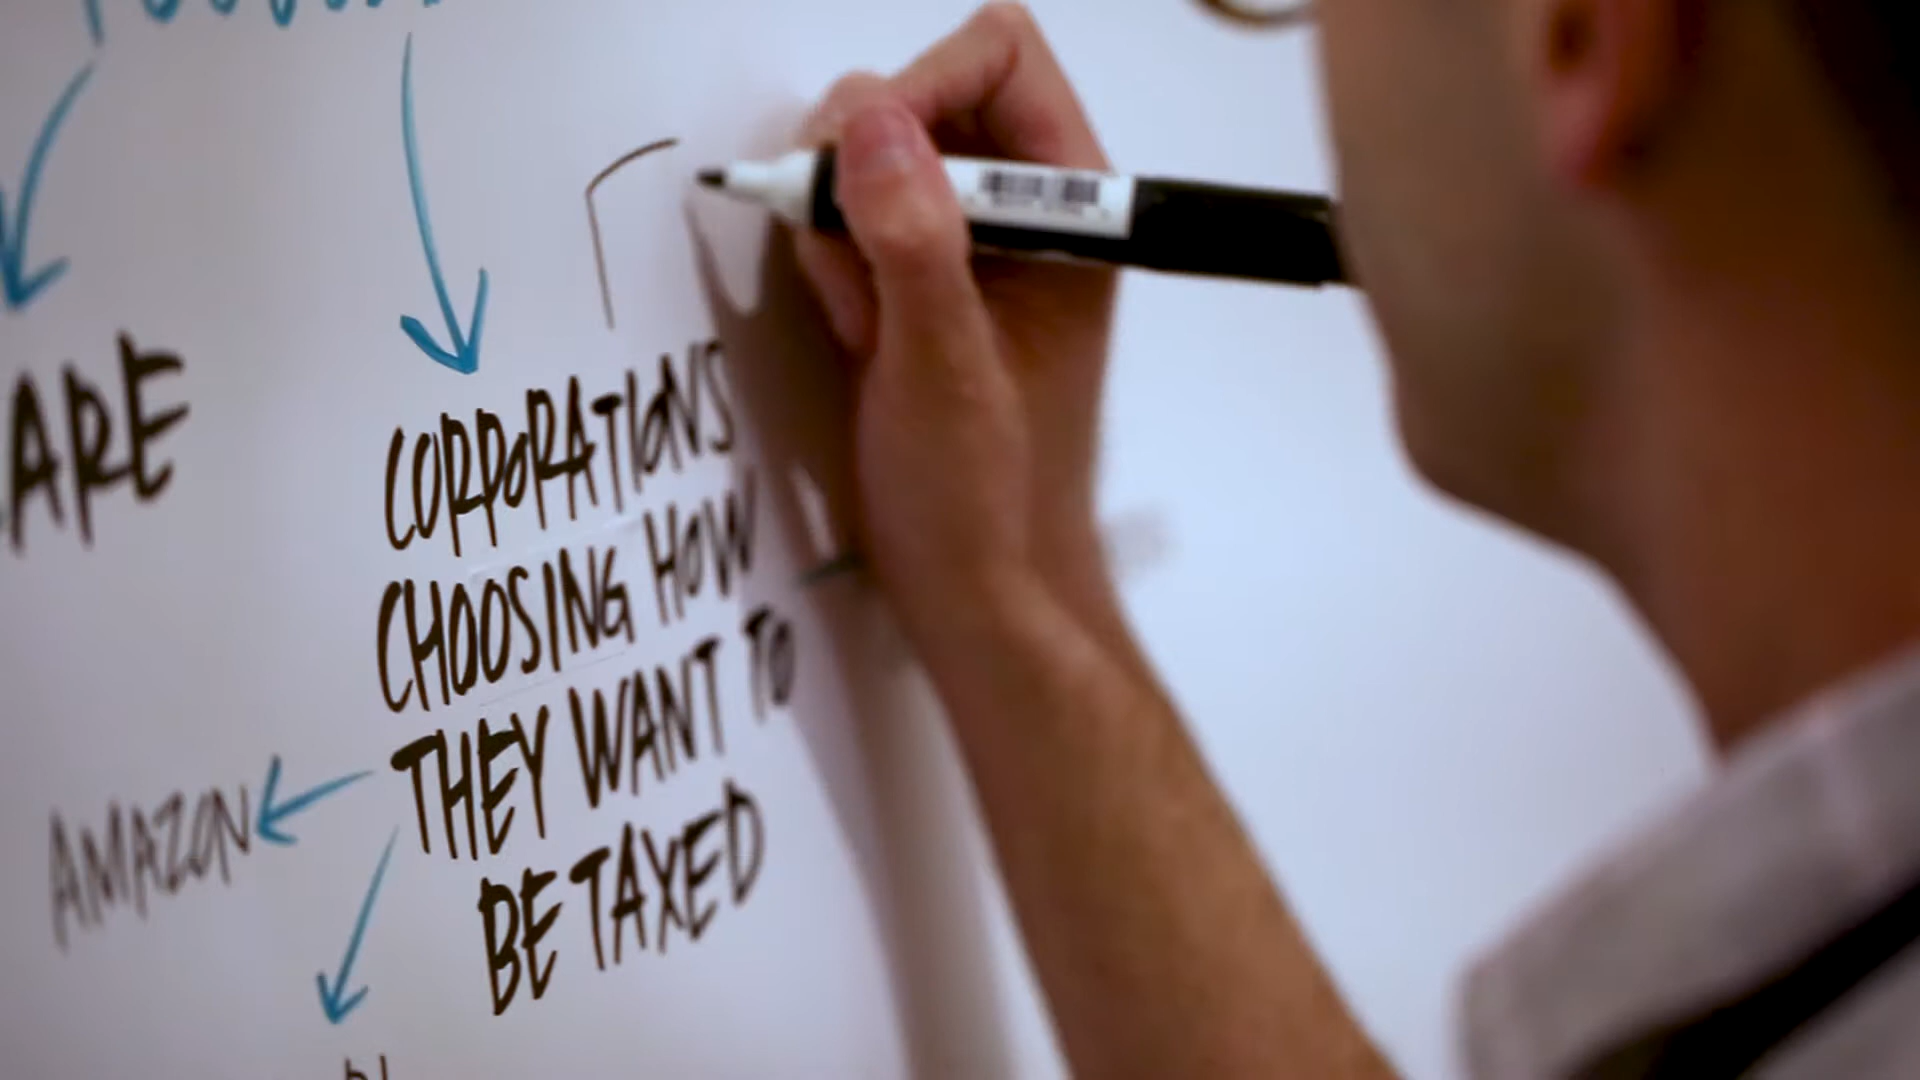 ARE
CORPORATIONS
CHOOSING HOW
THEY WANT TO
BE TAXED
AMAZON